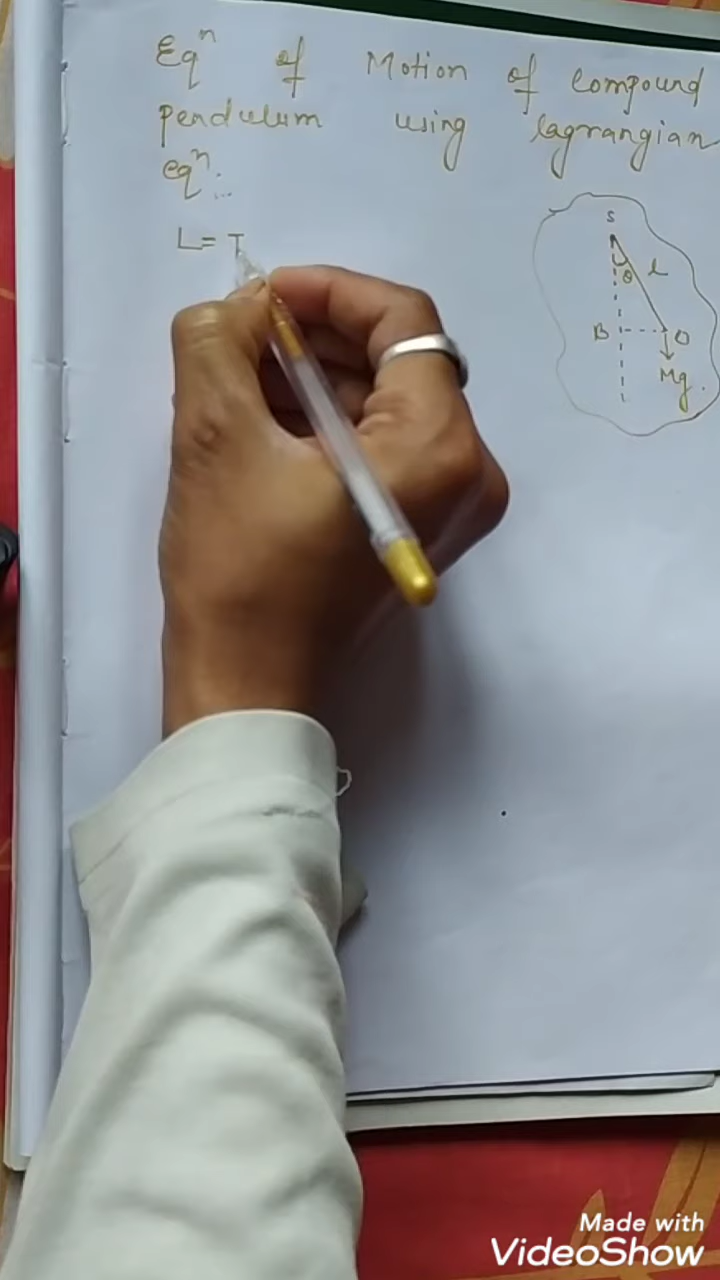 Eqⁿ of Motion of compound
pendulum using lagrangian
eqⁿ:...
L = T
S
θ
l
B
O
Mg.
Made with
VideoShow